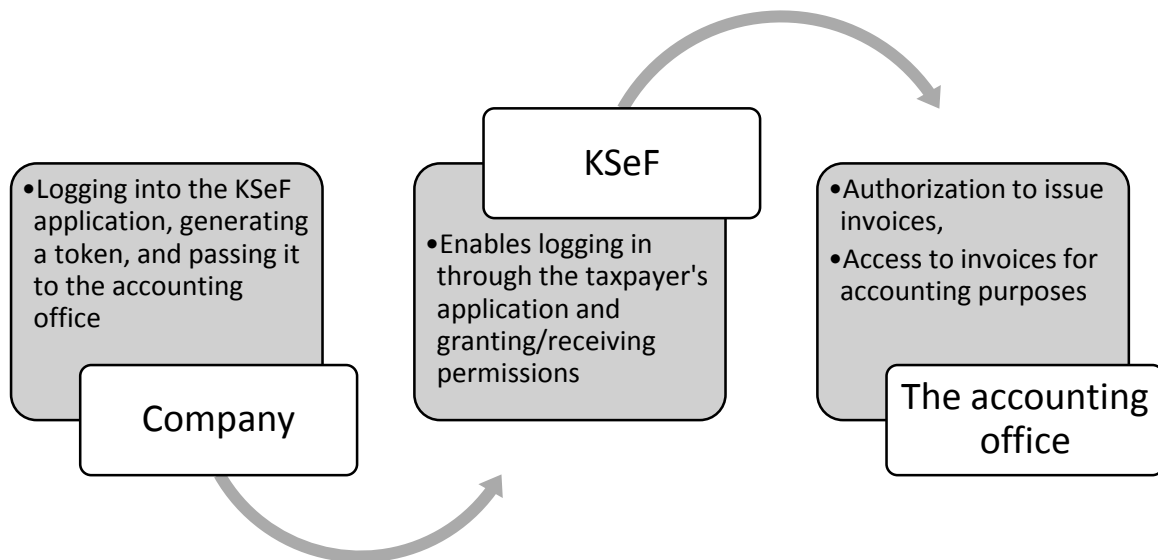 •Logging into the KSeF
application, generating
a token, and passing it
to the accounting
office
Company
KSeF
•Enables logging in
through the taxpayer's
application and
granting/receiving
permissions
•Authorization to issue
invoices,
•Access to invoices for
accounting purposes
The accounting
office